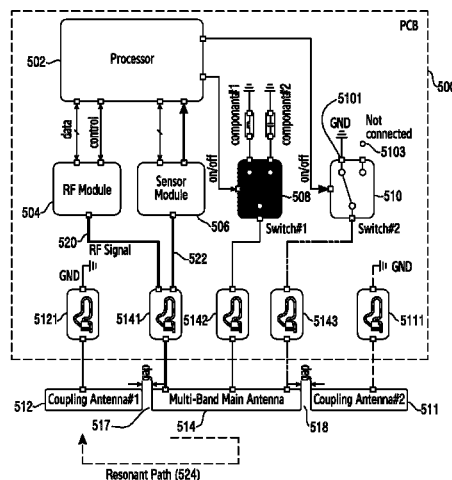 PCB
500
502
Processor
componant#1
componant#2
5101
Not
connected
GND
5103
data
control
on/off
on/off
RF Module
Sensor
Module
504
506
508
510
Switch#1
Switch#2
520
RF Signal
522
GND
GND
5121
5141
5142
5143
5111
gap
gap
512
Coupling Antenna#1
Multi-Band Main Antenna
Coupling Antenna#2
511
517
514
518
Resonant Path (524)